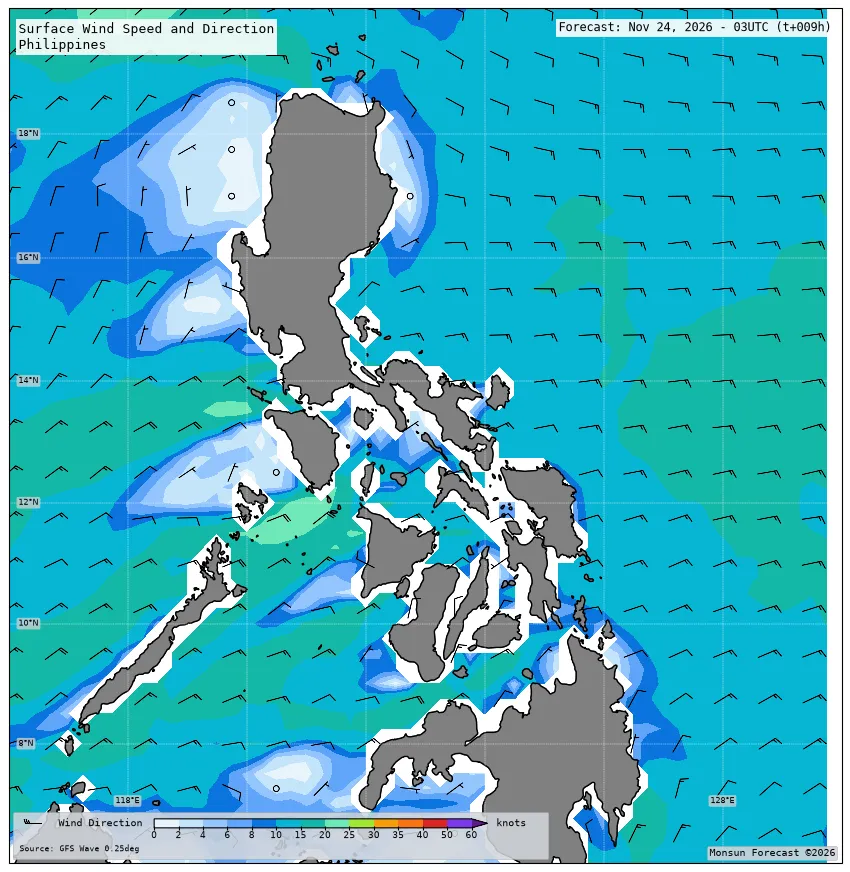 Surface Wind Speed and Direction
Philippines
Forecast: Nov 24, 2026 - 03UTC (t+009h)
18°N
16°N
14°N
12°N
10°N
8°N
118°E
128°E
Wind Direction
0 2 4 6 8 10 15 20 25 30 35 40 50 60
knots
Source: GFS Wave 0.25deg
Monsun Forecast ©2026